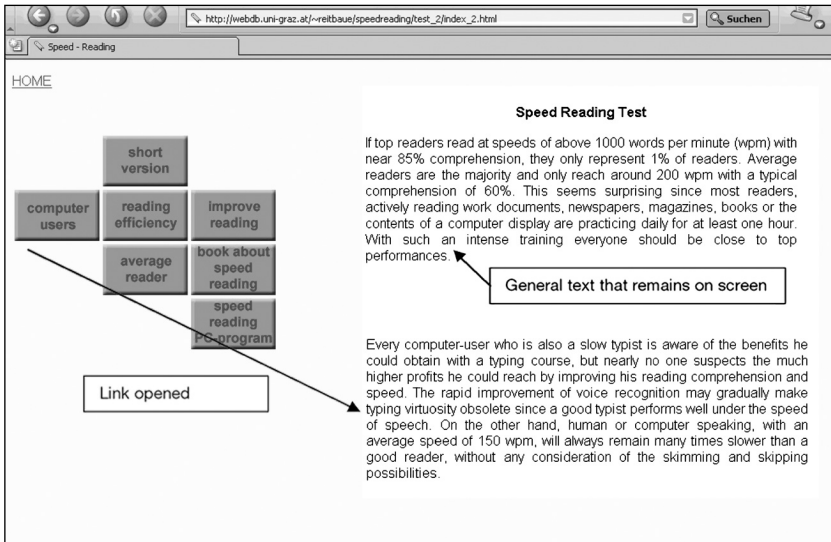 http://webdb.uni-graz.at/~reitbaue/speedreading/test_2/index_2.html
Suchen
Speed - Reading
HOME
short
version
computer
users
reading
efficiency
improve
reading
average
reader
book about
speed
reading
speed
reading
PC-program
Link opened
Speed Reading Test
If top readers read at speeds of above 1000 words per minute (wpm) with
near 85% comprehension, they only represent 1% of readers. Average
readers are the majority and only reach around 200 wpm with a typical
comprehension of 60%. This seems surprising since most readers,
actively reading work documents, newspapers, magazines, books or the
contents of a computer display are practicing daily for at least one hour.
With such an intense training everyone should be close to top
performances.
General text that remains on screen
Every computer-user who is also a slow typist is aware of the benefits he
could obtain with a typing course, but nearly no one suspects the much
higher profits he could reach by improving his reading comprehension and
speed. The rapid improvement of voice recognition may gradually make
typing virtuosity obsolete since a good typist performs well under the speed
of speech. On the other hand, human or computer speaking, with an
average speed of 150 wpm, will always remain many times slower than a
good reader, without any consideration of the skimming and skipping
possibilities.